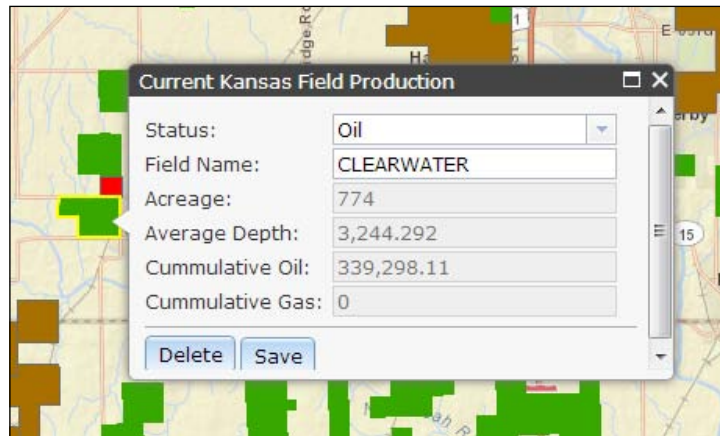 1
Current Kansas Field Production
Status: Oil
Field Name: CLEARWATER
Acreage: 774
Average Depth: 3,244.292
Cummulative Oil: 339,298.11
Cummulative Gas: 0
Delete Save
15